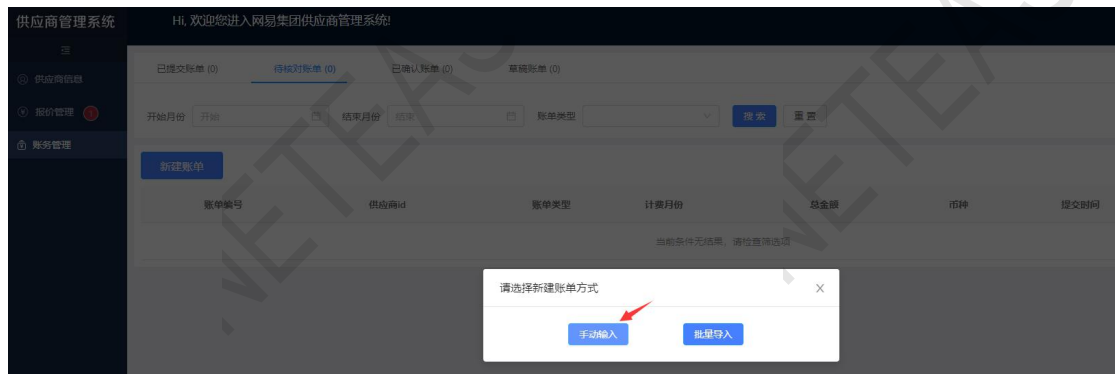 供应商管理系统
Hi, 欢迎您进入网易集团供应商管理系统!
供应商信息
报价管理
账务管理
已提交账单 (0) 待核对账单 (0) 已确认账单 (0) 草稿账单 (0)
开始月份 开始 结束月份 结束 账单类型 搜索 重置
新建账单
账单编号 供应商id 账单类型 计费月份 总金额 币种 提交时间
当前条件无结果，请检查筛选项
请选择新建账单方式
手动输入 批量导入